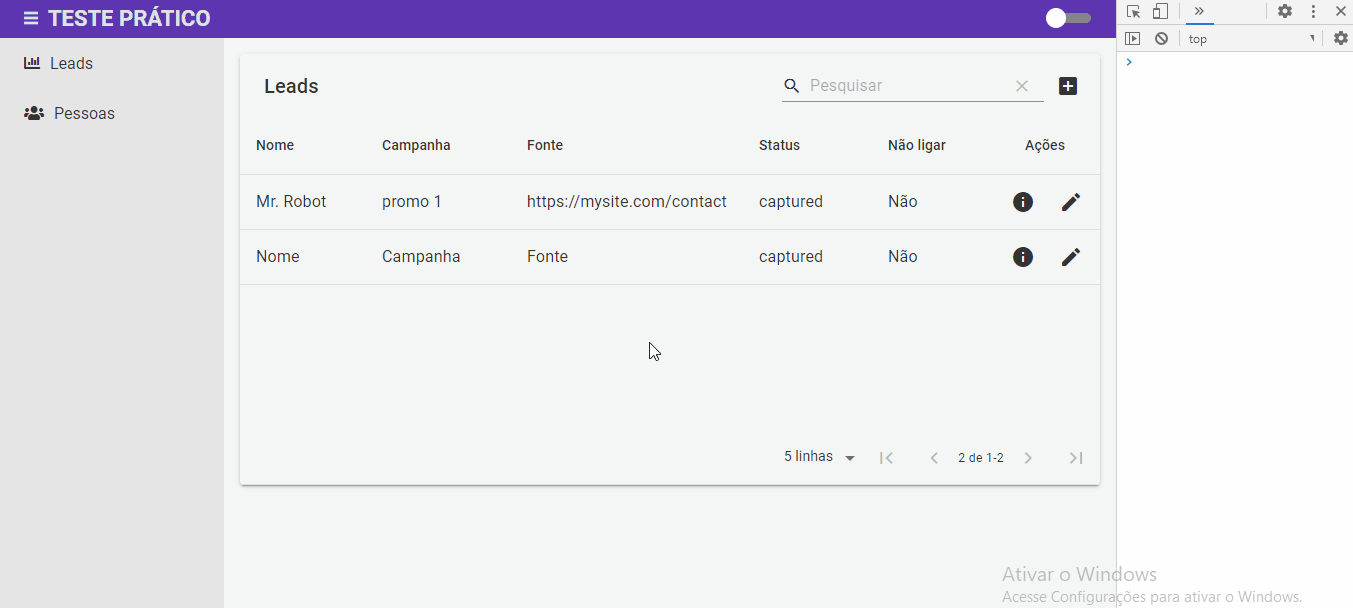 TESTE PRÁTICO
top
Leads
Pessoas
Leads
Pesquisar
Nome Campanha Fonte Status Não ligar Ações
Mr. Robot promo 1 https://mysite.com/contact captured Não
Nome Campanha Fonte captured Não
5 linhas 2 de 1-2
Ativar o Windows
Acesse Configurações para ativar o Windows.